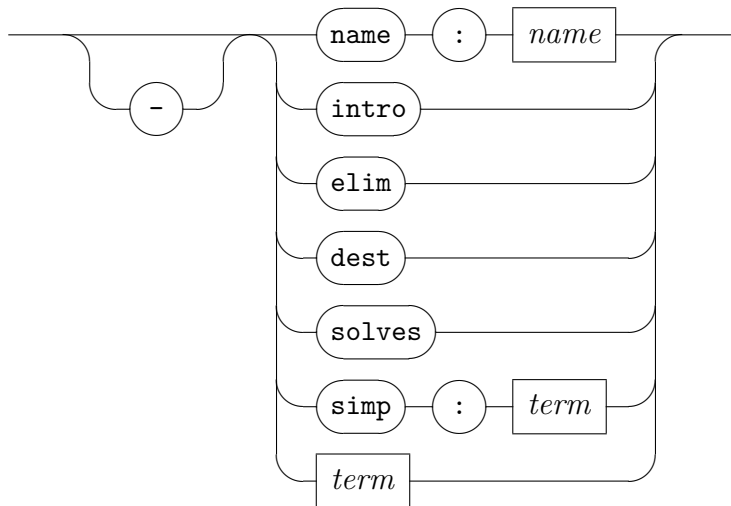 name : name
-
intro
elim
dest
solves
simp : term
term